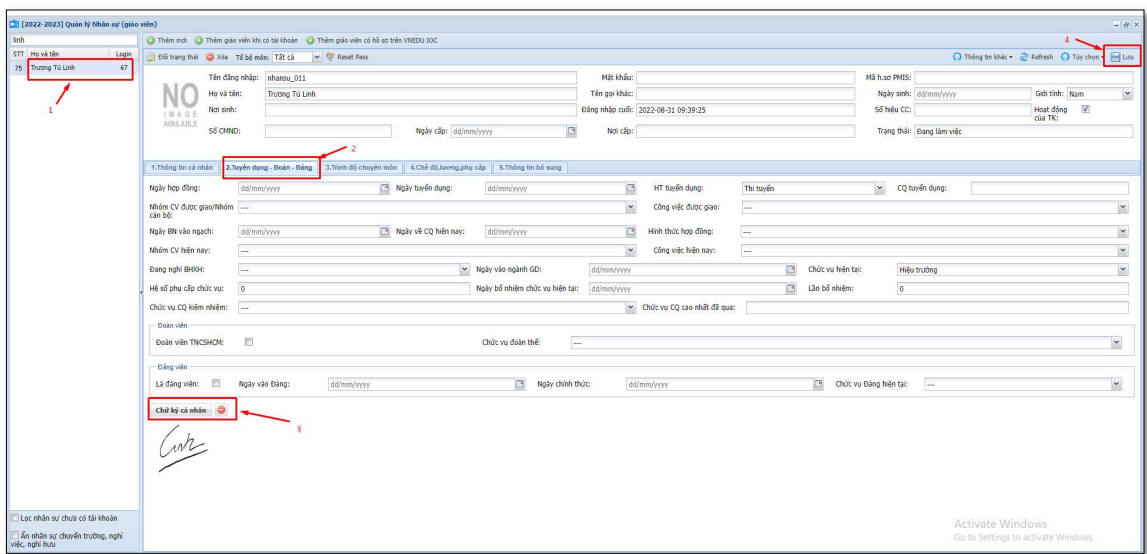 [2022-2023] Quản lý Nhân sự (giáo viên)
linh
Thêm mới Thêm giáo viên khi có tài khoản Thêm giáo viên có hồ sơ trên VNEDU IOC
4
STT Họ và tên Login
Đổi trạng thái Xóa Tổ bộ môn: Tất cả Reset Pass Thông tin khác Refresh Tùy chọn Lưu
75 Trương Tú Linh 67
1
NO IMAGE AVAILABLE
Tên đăng nhập: nhansu_011 Mật khẩu: Mã h.sơ PMIS:
Họ và tên: Trương Tú Linh Tên gọi khác: Ngày sinh: dd/mm/yyyy Giới tính: Nam
Nơi sinh: Đăng nhập cuối: 2022-08-31 09:39:25 Số hiệu CC: Hoạt động của TK:
Số CMND: Ngày cấp: dd/mm/yyyy Nơi cấp: Trạng thái: Đang làm việc
2
1.Thông tin cá nhân 2.Tuyển dụng - Đoàn - Đảng 3.Trình độ chuyên môn 4.Chế độ,lương,phụ cấp 5.Thông tin bổ sung
Ngày hợp đồng: dd/mm/yyyy Ngày tuyển dụng: dd/mm/yyyy HT tuyển dụng: Thi tuyển CQ tuyển dụng:
Nhóm CV được giao/Nhóm cán bộ: --- Công việc được giao: ---
Ngày BN vào ngạch: dd/mm/yyyy Ngày về CQ hiện nay: dd/mm/yyyy Hình thức hợp đồng: ---
Nhóm CV hiện nay: --- Công việc hiện nay: ---
Đang nghỉ BHXH: --- Ngày vào ngành GD: dd/mm/yyyy Chức vụ hiện tại: Hiệu trưởng
Hệ số phụ cấp chức vụ: 0 Ngày bổ nhiệm chức vụ hiện tại: dd/mm/yyyy Lần bổ nhiệm: 0
Chức vụ CQ kiêm nhiệm: --- Chức vụ CQ cao nhất đã qua:
Đoàn viên
Đoàn viên TNCSHCM: Chức vụ đoàn thể: ---
Đảng viên
Là đảng viên: Ngày vào Đảng: dd/mm/yyyy Ngày chính thức: dd/mm/yyyy Chức vụ Đảng hiện tại: ---
Chữ ký cá nhân
3
Linh
Lọc nhân sự chưa có tài khoản
Ẩn nhân sự chuyển trường, nghỉ việc, nghỉ hưu
Activate Windows
Go to Settings to activate Windows.